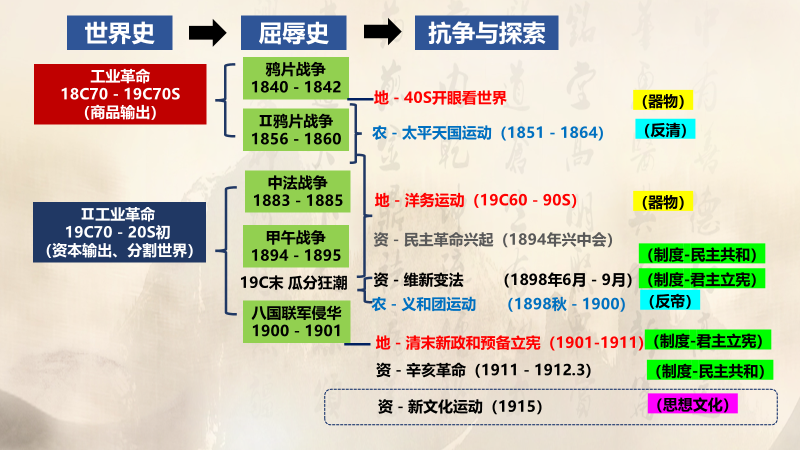 世界史
屈辱史
抗争与探索
工业革命
18C70 - 19C70S
（商品输出）
鸦片战争
1840 - 1842
Ⅱ鸦片战争
1856 - 1860
地 - 40S开眼看世界
（器物）
农 - 太平天国运动（1851 - 1864）
（反清）
Ⅱ工业革命
19C70 - 20S初
（资本输出、分割世界）
中法战争
1883 - 1885
甲午战争
1894 - 1895
19C末 瓜分狂潮
八国联军侵华
1900 - 1901
地 - 洋务运动（19C60 - 90S）
（器物）
资 - 民主革命兴起（1894年兴中会）
（制度-民主共和）
资 - 维新变法 （1898年6月 - 9月）
（制度-君主立宪）
农 - 义和团运动 （1898秋 - 1900）
（反帝）
地 - 清末新政和预备立宪（1901-1911）
（制度-君主立宪）
资 - 辛亥革命（1911 - 1912.3）
（制度-民主共和）
资 - 新文化运动（1915）
（思想文化）